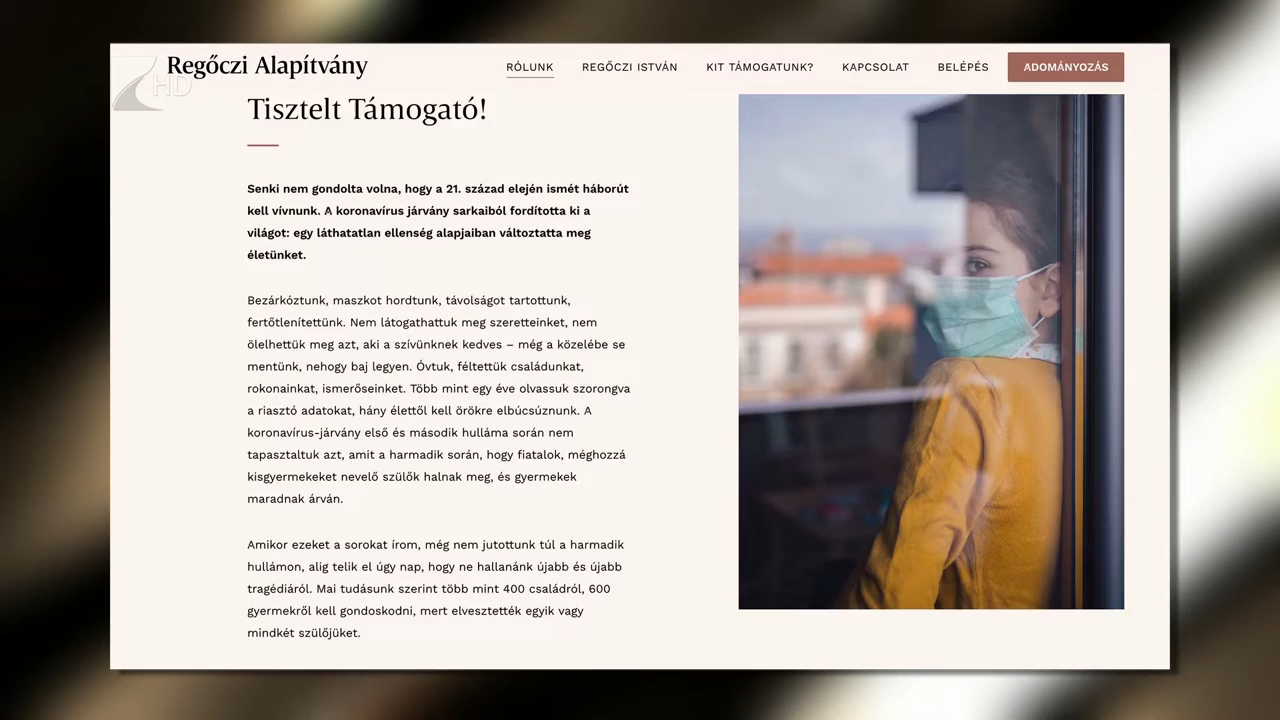 Regőczi Alapítvány
RÓLUNK REGŐCZI ISTVÁN KIT TÁMOGATUNK? KAPCSOLAT BELÉPÉS ADOMÁNYOZÁS
HD
Tisztelt Támogató!
Senki nem gondolta volna, hogy a 21. század elején ismét háborút
kell vívnunk. A koronavírus járvány sarkaiból fordította ki a
világot: egy láthatatlan ellenség alapjaiban változtatta meg
életünket.
Bezárkóztunk, maszkot hordtunk, távolságot tartottunk,
fertőtlenítettünk. Nem látogathattuk meg szeretteinket, nem
ölelhettük meg azt, aki a szívünknek kedves – még a közelébe se
mentünk, nehogy baj legyen. Óvtuk, féltettük családunkat,
rokonainkat, ismerőseinket. Több mint egy éve olvassuk szorongva
a riasztó adatokat, hány élettől kell örökre elbúcsúznunk. A
koronavírus-járvány első és második hulláma során nem
tapasztaltuk azt, amit a harmadik során, hogy fiatalok, méghozzá
kisgyermekeket nevelő szülők halnak meg, és gyermekek
maradnak árván.
Amikor ezeket a sorokat írom, még nem jutottunk túl a harmadik
hullámon, alig telik el úgy nap, hogy ne hallanánk újabb és újabb
tragédiáról. Mai tudásunk szerint több mint 400 családról, 600
gyermekről kell gondoskodni, mert elvesztették egyik vagy
mindkét szülőjüket.